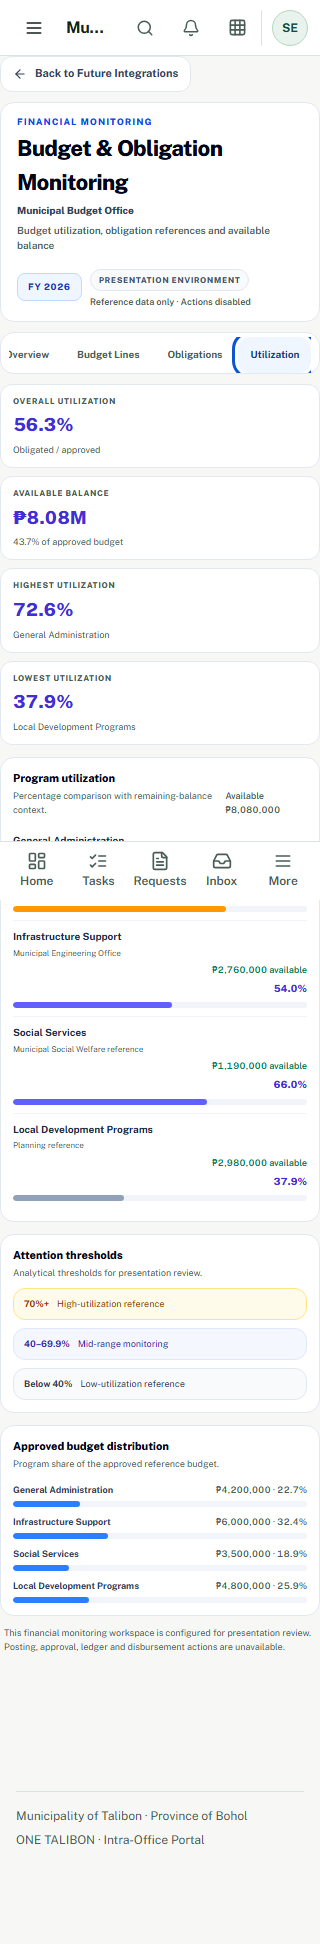 Mu...
SE
Back to Future Integrations
FINANCIAL MONITORING
Budget & Obligation
Monitoring
Municipal Budget Office
Budget utilization, obligation references and available
balance
FY 2026
PRESENTATION ENVIRONMENT
Reference data only · Actions disabled
Overview
Budget Lines
Obligations
Utilization
OVERALL UTILIZATION
56.3%
Obligated / approved
AVAILABLE BALANCE
₱8.08M
43.7% of approved budget
HIGHEST UTILIZATION
72.6%
General Administration
LOWEST UTILIZATION
37.9%
Local Development Programs
Program utilization
Percentage comparison with remaining-balance
context.
Available
₱8,080,000
General Administration
Home
Tasks
Requests
Inbox
More
Infrastructure Support
Municipal Engineering Office
₱2,760,000 available
54.0%
Social Services
Municipal Social Welfare reference
₱1,190,000 available
66.0%
Local Development Programs
Planning reference
₱2,980,000 available
37.9%
Attention thresholds
Analytical thresholds for presentation review.
70%+ High-utilization reference
40–69.9% Mid-range monitoring
Below 40% Low-utilization reference
Approved budget distribution
Program share of the approved reference budget.
General Administration ₱4,200,000 · 22.7%
Infrastructure Support ₱6,000,000 · 32.4%
Social Services ₱3,500,000 · 18.9%
Local Development Programs ₱4,800,000 · 25.9%
This financial monitoring workspace is configured for presentation review.
Posting, approval, ledger and disbursement actions are unavailable.
Municipality of Talibon · Province of Bohol
ONE TALIBON · Intra-Office Portal